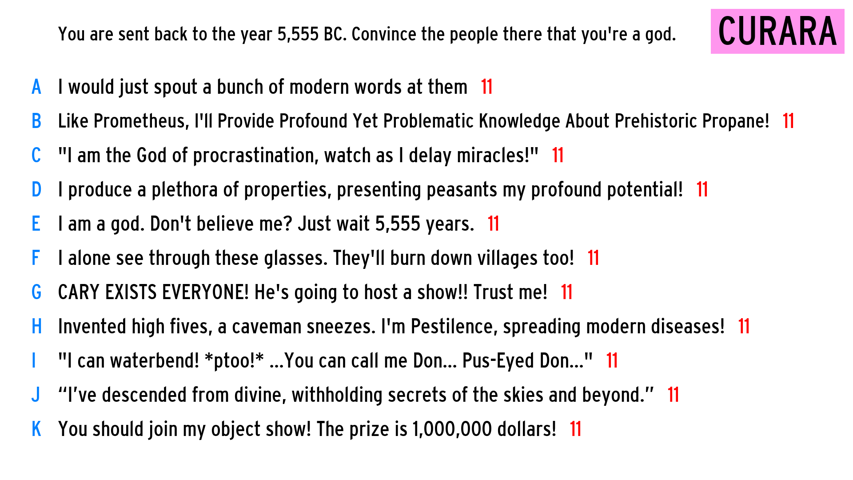 You are sent back to the year 5,555 BC. Convince the people there that you're a god. CURARA
A I would just spout a bunch of modern words at them 11
B Like Prometheus, I'll Provide Profound Yet Problematic Knowledge About Prehistoric Propane! 11
C "I am the God of procrastination, watch as I delay miracles!" 11
D I produce a plethora of properties, presenting peasants my profound potential! 11
E I am a god. Don't believe me? Just wait 5,555 years. 11
F I alone see through these glasses. They'll burn down villages too! 11
G CARY EXISTS EVERYONE! He's going to host a show!! Trust me! 11
H Invented high fives, a caveman sneezes. I'm Pestilence, spreading modern diseases! 11
I "I can waterbend! *ptoo!* ...You can call me Don... Pus-Eyed Don..." 11
J “I’ve descended from divine, withholding secrets of the skies and beyond.” 11
K You should join my object show! The prize is 1,000,000 dollars! 11